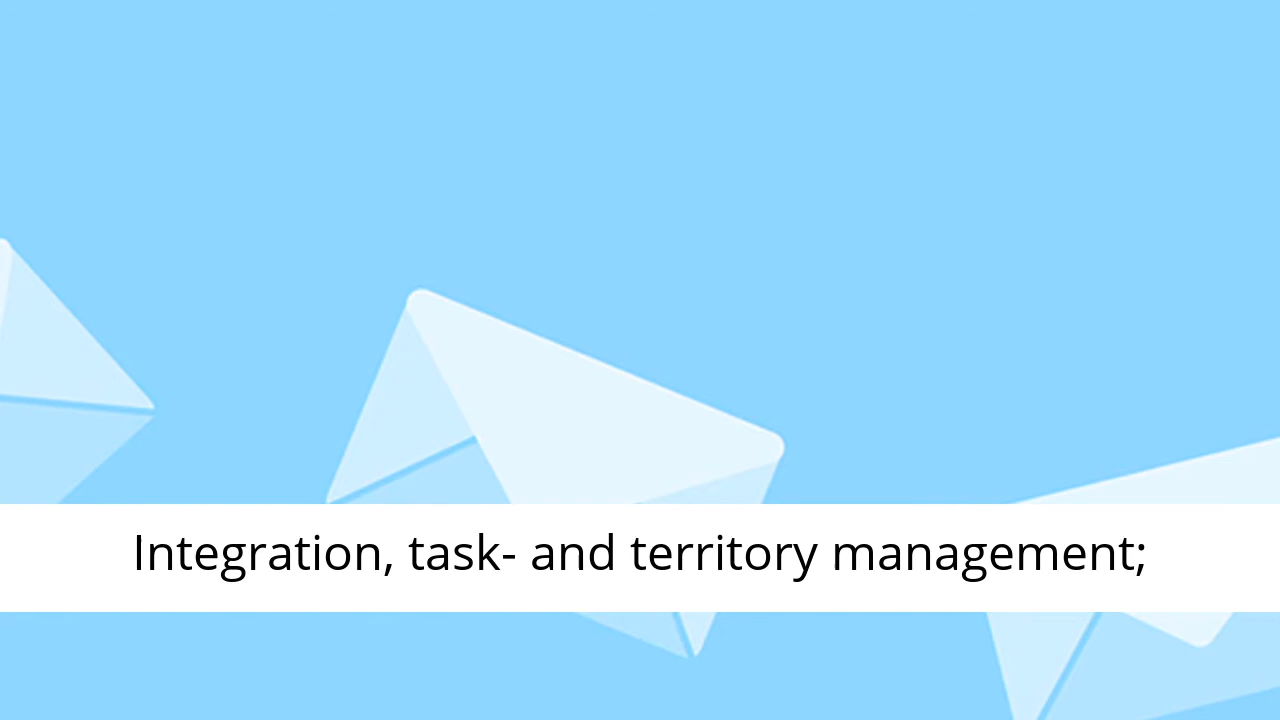 Integration, task- and territory management;